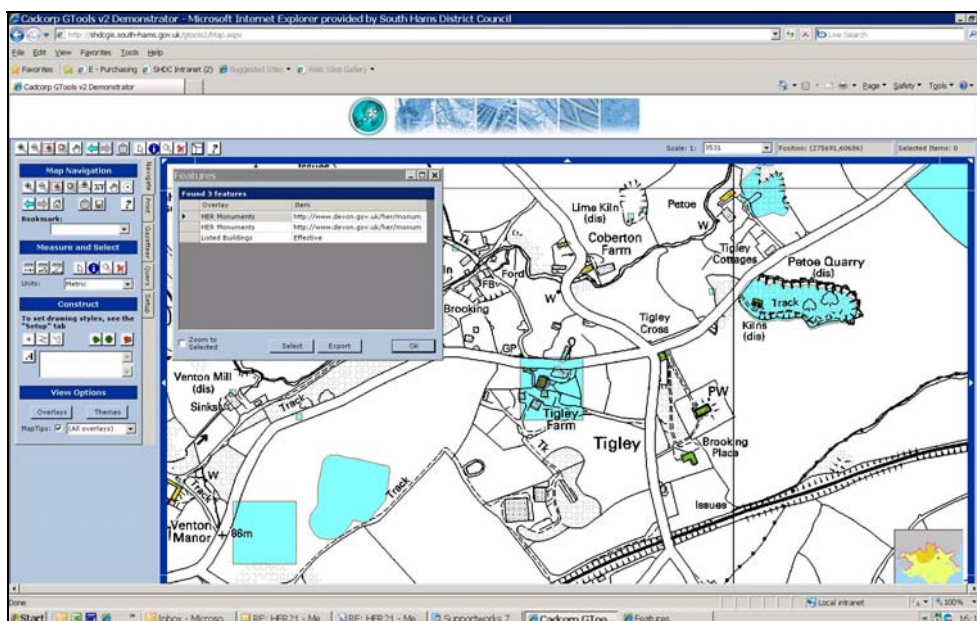 Cadcorp GTools v2 Demonstrator - Microsoft Internet Explorer provided by South Hams District Council
http://shdcgis.south-hams.gov.uk/gtools2/Map.aspx
Live Search
File Edit View Favorites Tools Help
Favorites E - Purchasing SHDC Intranet (2) Suggested Sites Web Slice Gallery
Cadcorp GTools v2 Demonstrator
Page Safety Tools
Scale: 1: 3531
Position: (275691,60686)
Selected Items: 0
Map Navigation
XY
?
Bookmark:
Measure and Select
Units: Metric
Construct
To set drawing styles, see the
"Setup" tab
A
View Options
Overlays Themes
MapTips: (All overlays)
Navigate
Print
Gazetteer
Query
Setup
Features
Found 3 features
Overlay Item
HER Monuments http://www.devon.gov.uk/her/monum
HER Monuments http://www.devon.gov.uk/her/monum
Listed Buildings Effective
Zoom to
Selected
Select Export OK
Lime Kiln
(dis)
Petoe
W
Coberton
Farm
Tigley
Cottages
Petoe Quarry
(dis)
Track
Kilns
(dis)
Ford
FB
W
Brooking
Tigley
Cross
GP
Venton Mill
(dis)
Sinks
Track
Tigley
Farm
PW
Tigley
Tk
Brooking
Place
W
Track
Track
Issues
Venton
Manor
86m
Done
Local intranet
100%
Start
Inbox - Microso...
RE: HER21 - Me...
RE: HER21 - Me...
Supportworks 7...
Cadcorp GToo...
Features